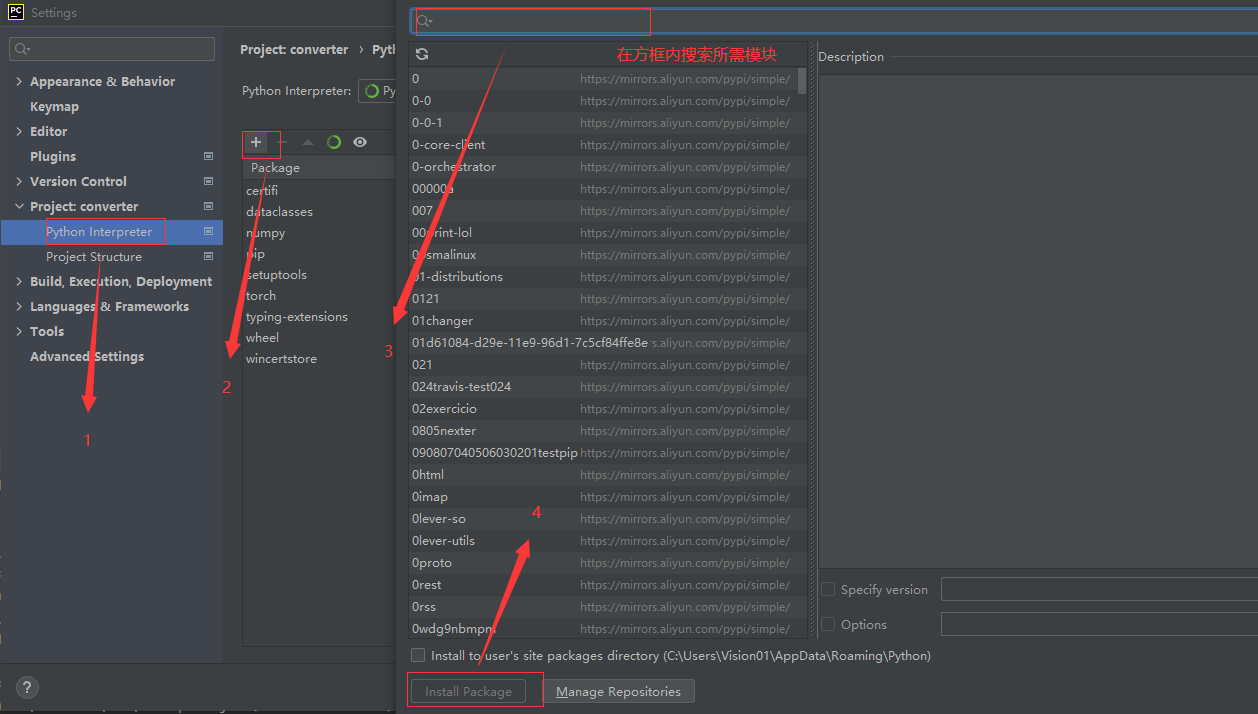 PC Settings
Project: converter › Pyth
Python Interpreter: Py
Appearance & Behavior
Keymap
Editor
Plugins
Version Control
Project: converter
Python Interpreter
Project Structure
Build, Execution, Deployment
Languages & Frameworks
Tools
Advanced Settings
1
2
Package
certifi
dataclasses
numpy
pip
setuptools
torch
typing-extensions
wheel
wincertstore
3
在方框内搜索所需模块
0 https://mirrors.aliyun.com/pypi/simple/
0-0 https://mirrors.aliyun.com/pypi/simple/
0-0-1 https://mirrors.aliyun.com/pypi/simple/
0-core-client https://mirrors.aliyun.com/pypi/simple/
0-orchestrator https://mirrors.aliyun.com/pypi/simple/
00000a https://mirrors.aliyun.com/pypi/simple/
007 https://mirrors.aliyun.com/pypi/simple/
00print-lol https://mirrors.aliyun.com/pypi/simple/
00smalinux https://mirrors.aliyun.com/pypi/simple/
01-distributions https://mirrors.aliyun.com/pypi/simple/
0121 https://mirrors.aliyun.com/pypi/simple/
01changer https://mirrors.aliyun.com/pypi/simple/
01d61084-d29e-11e9-96d1-7c5cf84ffe8e s.aliyun.com/pypi/simple/
021 https://mirrors.aliyun.com/pypi/simple/
024travis-test024 https://mirrors.aliyun.com/pypi/simple/
02exercicio https://mirrors.aliyun.com/pypi/simple/
0805nexter https://mirrors.aliyun.com/pypi/simple/
090807040506030201testpip https://mirrors.aliyun.com/pypi/simple/
0html https://mirrors.aliyun.com/pypi/simple/
0imap https://mirrors.aliyun.com/pypi/simple/
0lever-so https://mirrors.aliyun.com/pypi/simple/
4
0lever-utils https://mirrors.aliyun.com/pypi/simple/
0proto https://mirrors.aliyun.com/pypi/simple/
0rest https://mirrors.aliyun.com/pypi/simple/
0rss https://mirrors.aliyun.com/pypi/simple/
0wdg9nbmpm https://mirrors.aliyun.com/pypi/simple/
Description
Specify version
Options
Install to user's site packages directory (C:\Users\Vision01\AppData\Roaming\Python)
Install Package
Manage Repositories
?